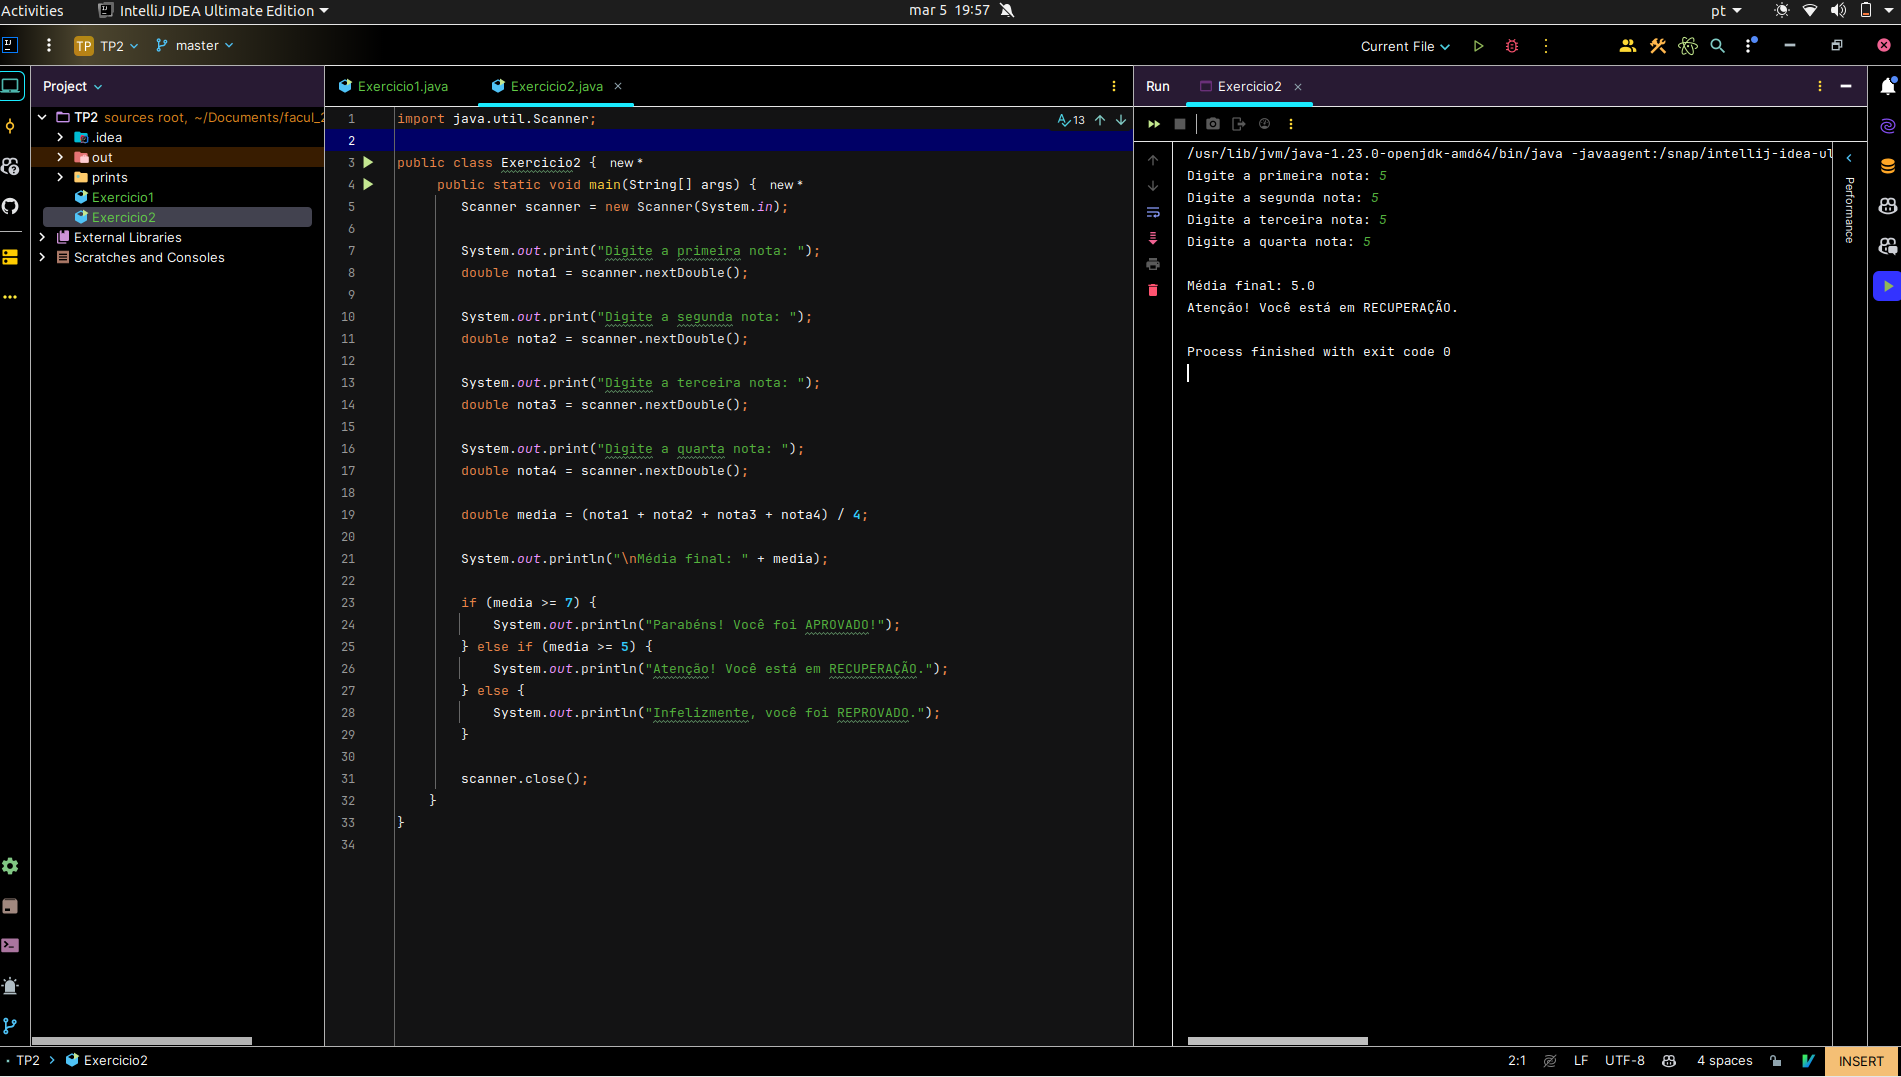 Activities IntelliJ IDEA Ultimate Edition mar 5 19:57 pt
TP TP2 master Current File
Project Exercicio1.java Exercicio2.java Run Exercicio2
TP2 sources root, ~/Documents/facul_2
.idea
out
prints
Exercicio1
Exercicio2
External Libraries
Scratches and Consoles
13
1 import java.util.Scanner;
2
3 public class Exercicio2 { new *
4 public static void main(String[] args) { new *
5 Scanner scanner = new Scanner(System.in);
6
7 System.out.print("Digite a primeira nota: ");
8 double nota1 = scanner.nextDouble();
9
10 System.out.print("Digite a segunda nota: ");
11 double nota2 = scanner.nextDouble();
12
13 System.out.print("Digite a terceira nota: ");
14 double nota3 = scanner.nextDouble();
15
16 System.out.print("Digite a quarta nota: ");
17 double nota4 = scanner.nextDouble();
18
19 double media = (nota1 + nota2 + nota3 + nota4) / 4;
20
21 System.out.println("\nMédia final: " + media);
22
23 if (media >= 7) {
24 System.out.println("Parabéns! Você foi APROVADO!");
25 } else if (media >= 5) {
26 System.out.println("Atenção! Você está em RECUPERAÇÃO.");
27 } else {
28 System.out.println("Infelizmente, você foi REPROVADO.");
29 }
30
31 scanner.close();
32 }
33 }
34
/usr/lib/jvm/java-1.23.0-openjdk-amd64/bin/java -javaagent:/snap/intellij-idea-ul
Digite a primeira nota: 5
Digite a segunda nota: 5
Digite a terceira nota: 5
Digite a quarta nota: 5
Média final: 5.0
Atenção! Você está em RECUPERAÇÃO.
Process finished with exit code 0
Performance
TP2 Exercicio2 2:1 LF UTF-8 4 spaces INSERT